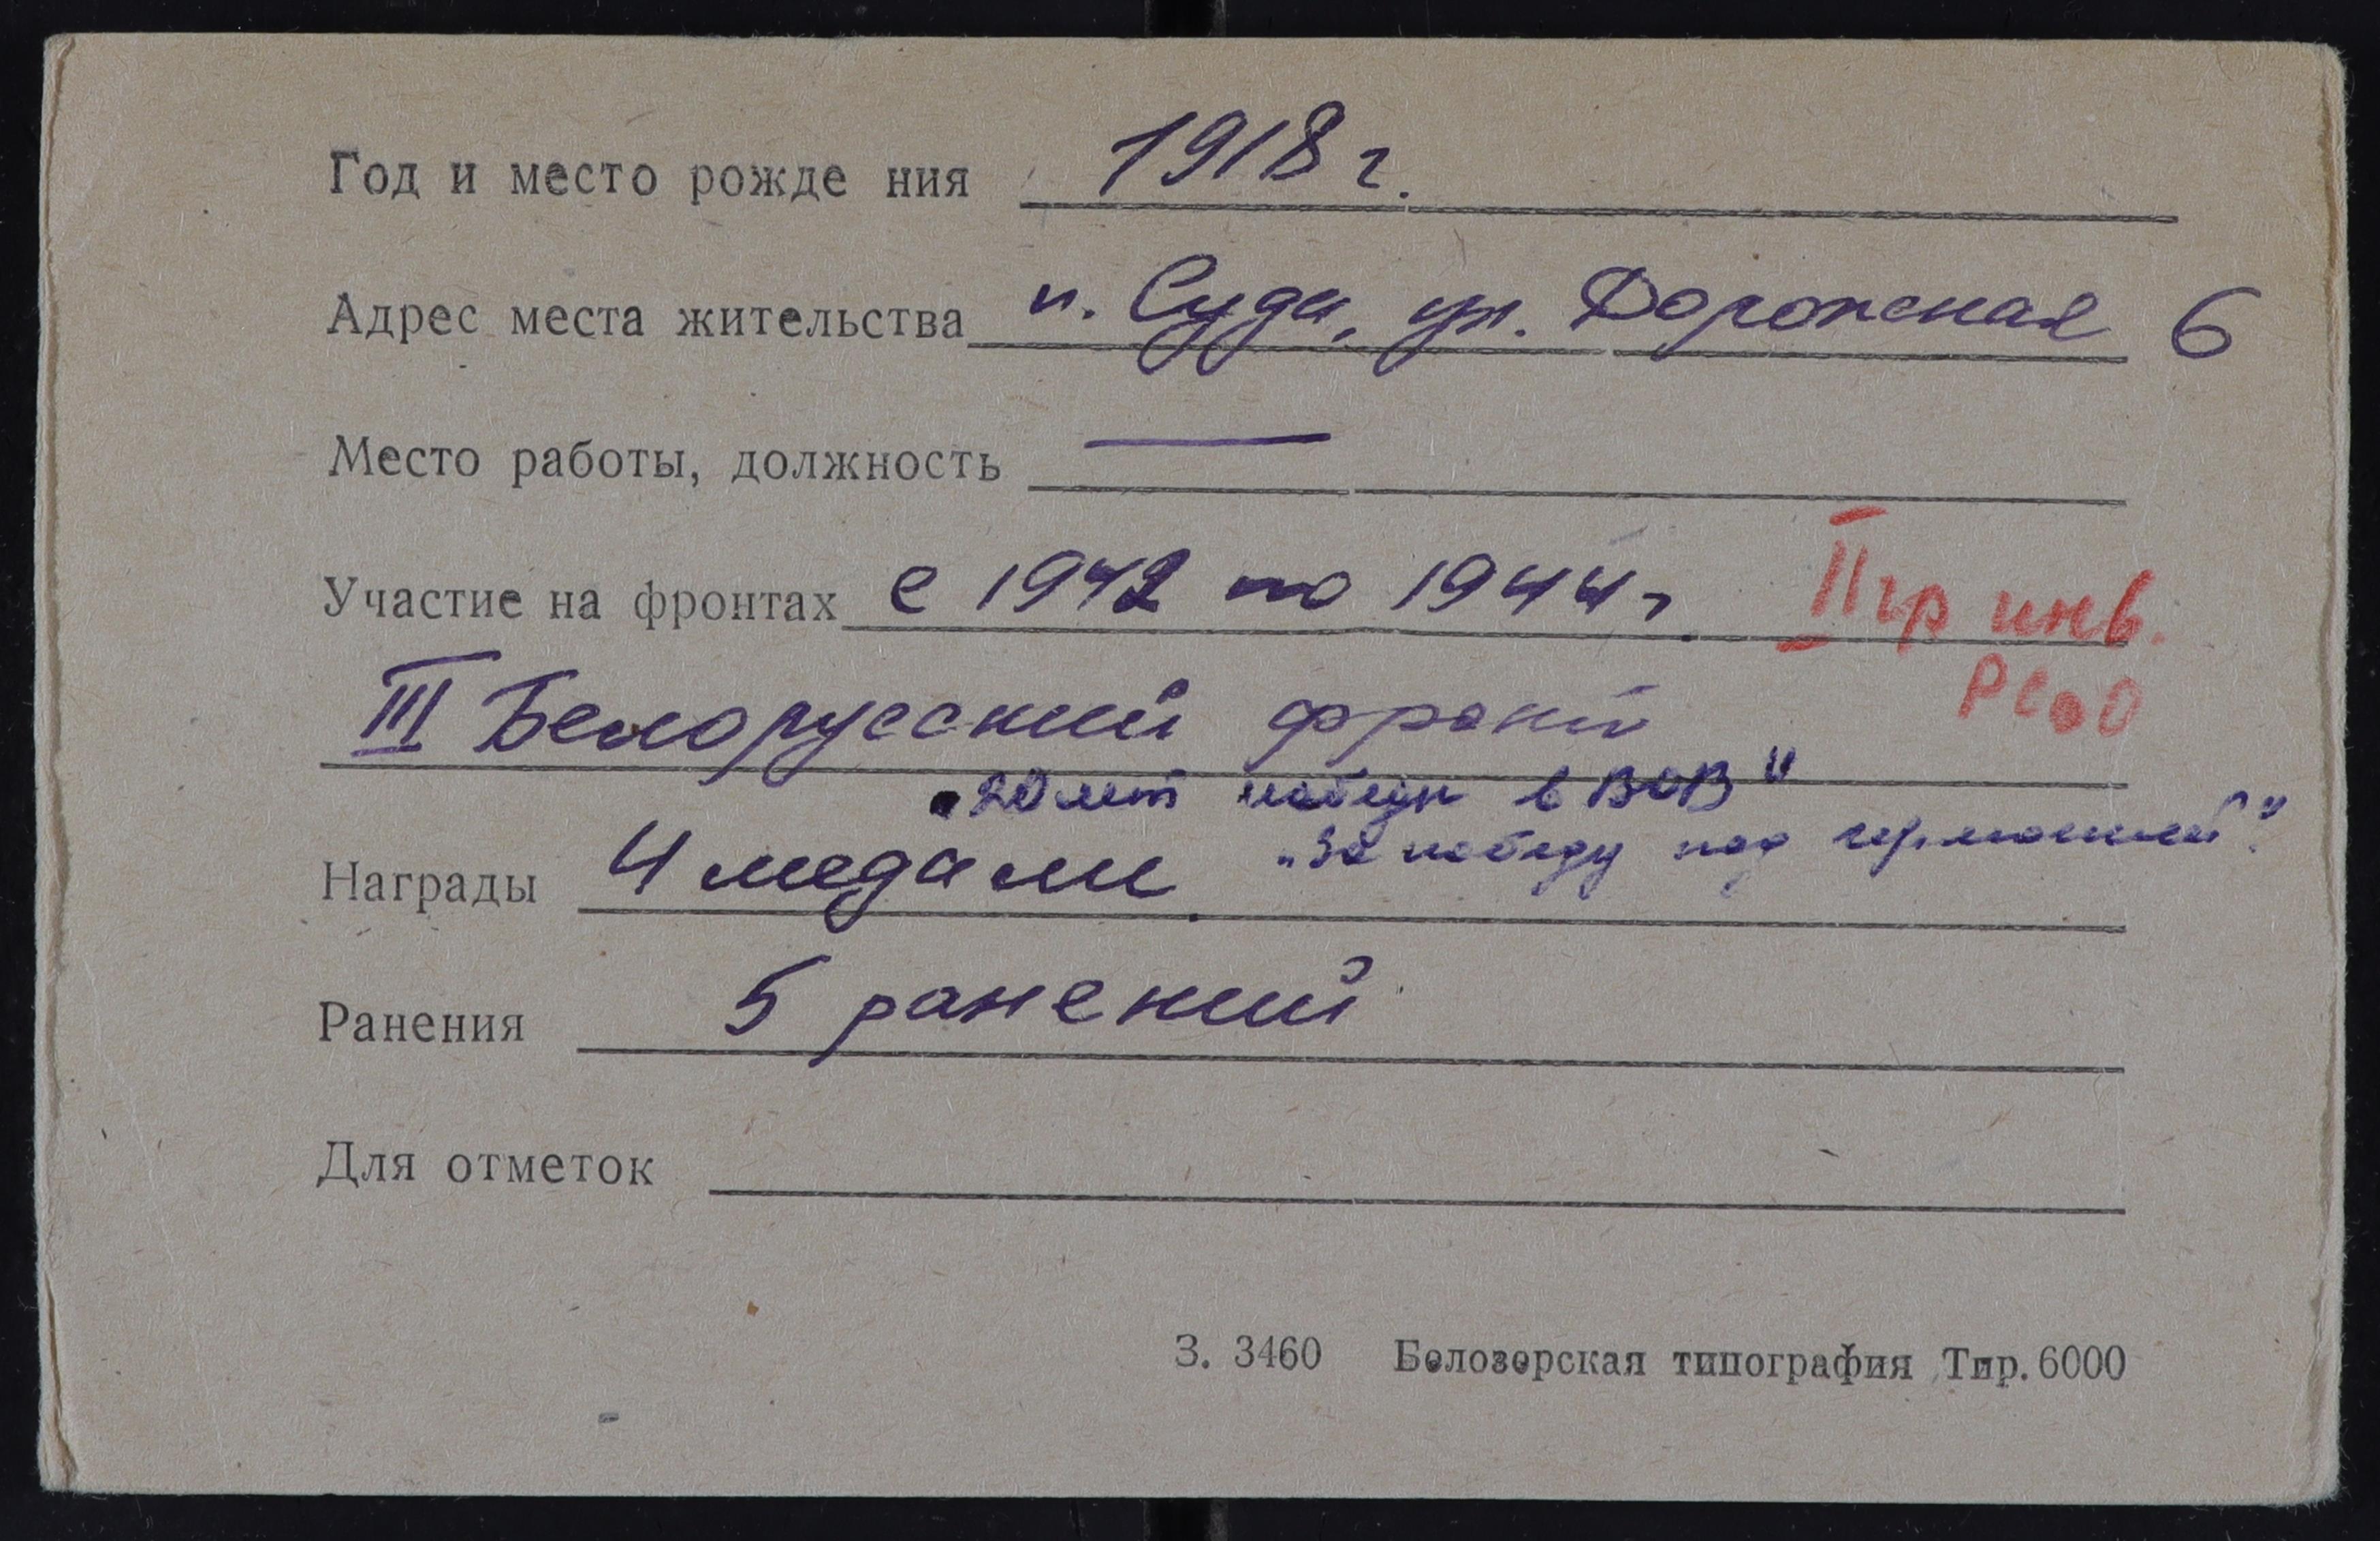 Год и место рожде ния 1918 г.
Адрес места жительства п. Суда, ул. Дорожная 6
Место работы, должность —
Участие на фронтах с 1942 по 1944 г. II гр инв.
III Белорусский фронт
„20 лет победы в ВОВ"
Награды 4 медали „За победу над германией".
Ранения 5 ранений
Для отметок
З. 3460 Белозерская типография Тир. 6000